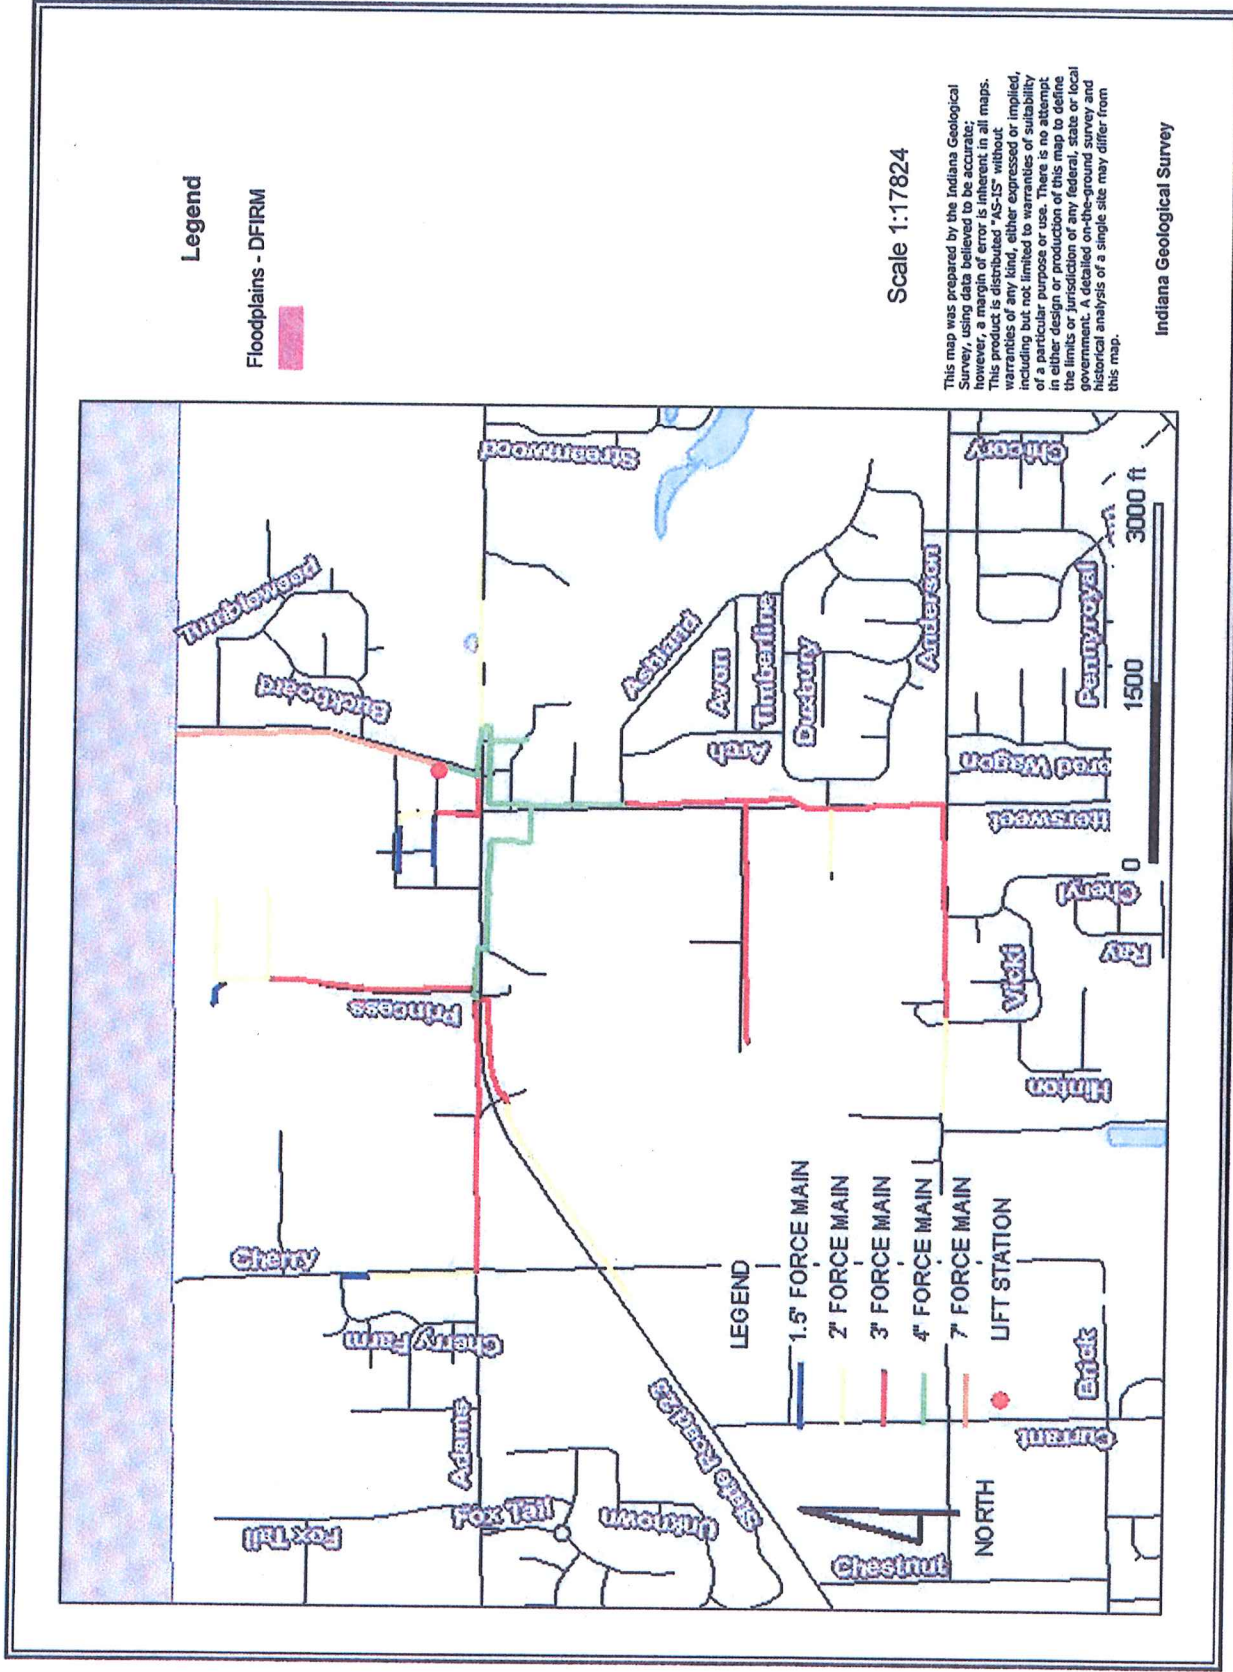 Legend
Floodplains - DFIRM
Scale 1:17824
This map was prepared by the Indiana Geological
Survey, using data believed to be accurate;
however, a margin of error is inherent in all maps.
This product is distributed "AS-IS" without
warranties of any kind, either expressed or implied,
including but not limited to warranties of suitability
of a particular purpose or use. There is no attempt
in either design or production of this map to define
the limits or jurisdiction of any federal, state or local
government. A detailed on-the-ground survey and
historical analysis of a single site may differ from
this map.
Indiana Geological Survey
Tumblewood
Buckboard
Streamwood
Princess
Cherry
Cherry Farm
Adams
Fox Tail
Fox Tail
Unknown
State Road 23
Ashland
Avon
Timberline
Arch
Duxbury
Anderson
Chicory
Pennyroyal
ored Wagon
ttersweet
Cheryl
Ray
Vicki
Hinton
Brick
Currant
Chestnut
0 1500 3000 ft
LEGEND
1.5" FORCE MAIN
2" FORCE MAIN
3" FORCE MAIN
4" FORCE MAIN
7" FORCE MAIN
LIFT STATION
NORTH